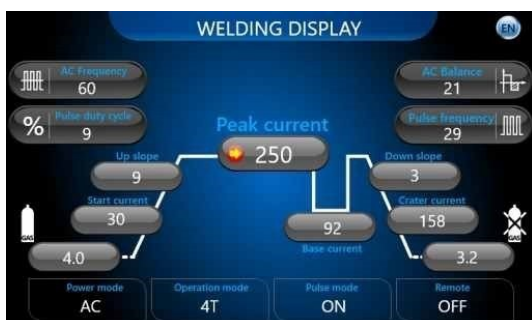 WELDING DISPLAY
EN
AC Frequency
60
AC Balance
21
%
Pulse duty cycle
9
Pulse frequency
29
Peak current
250
Up slope
9
Down slope
3
Start current
30
Crater current
158
92
Base current
GAS
4.0
3.2
GAS
Power mode
AC
Operation mode
4T
Pulse mode
ON
Remote
OFF